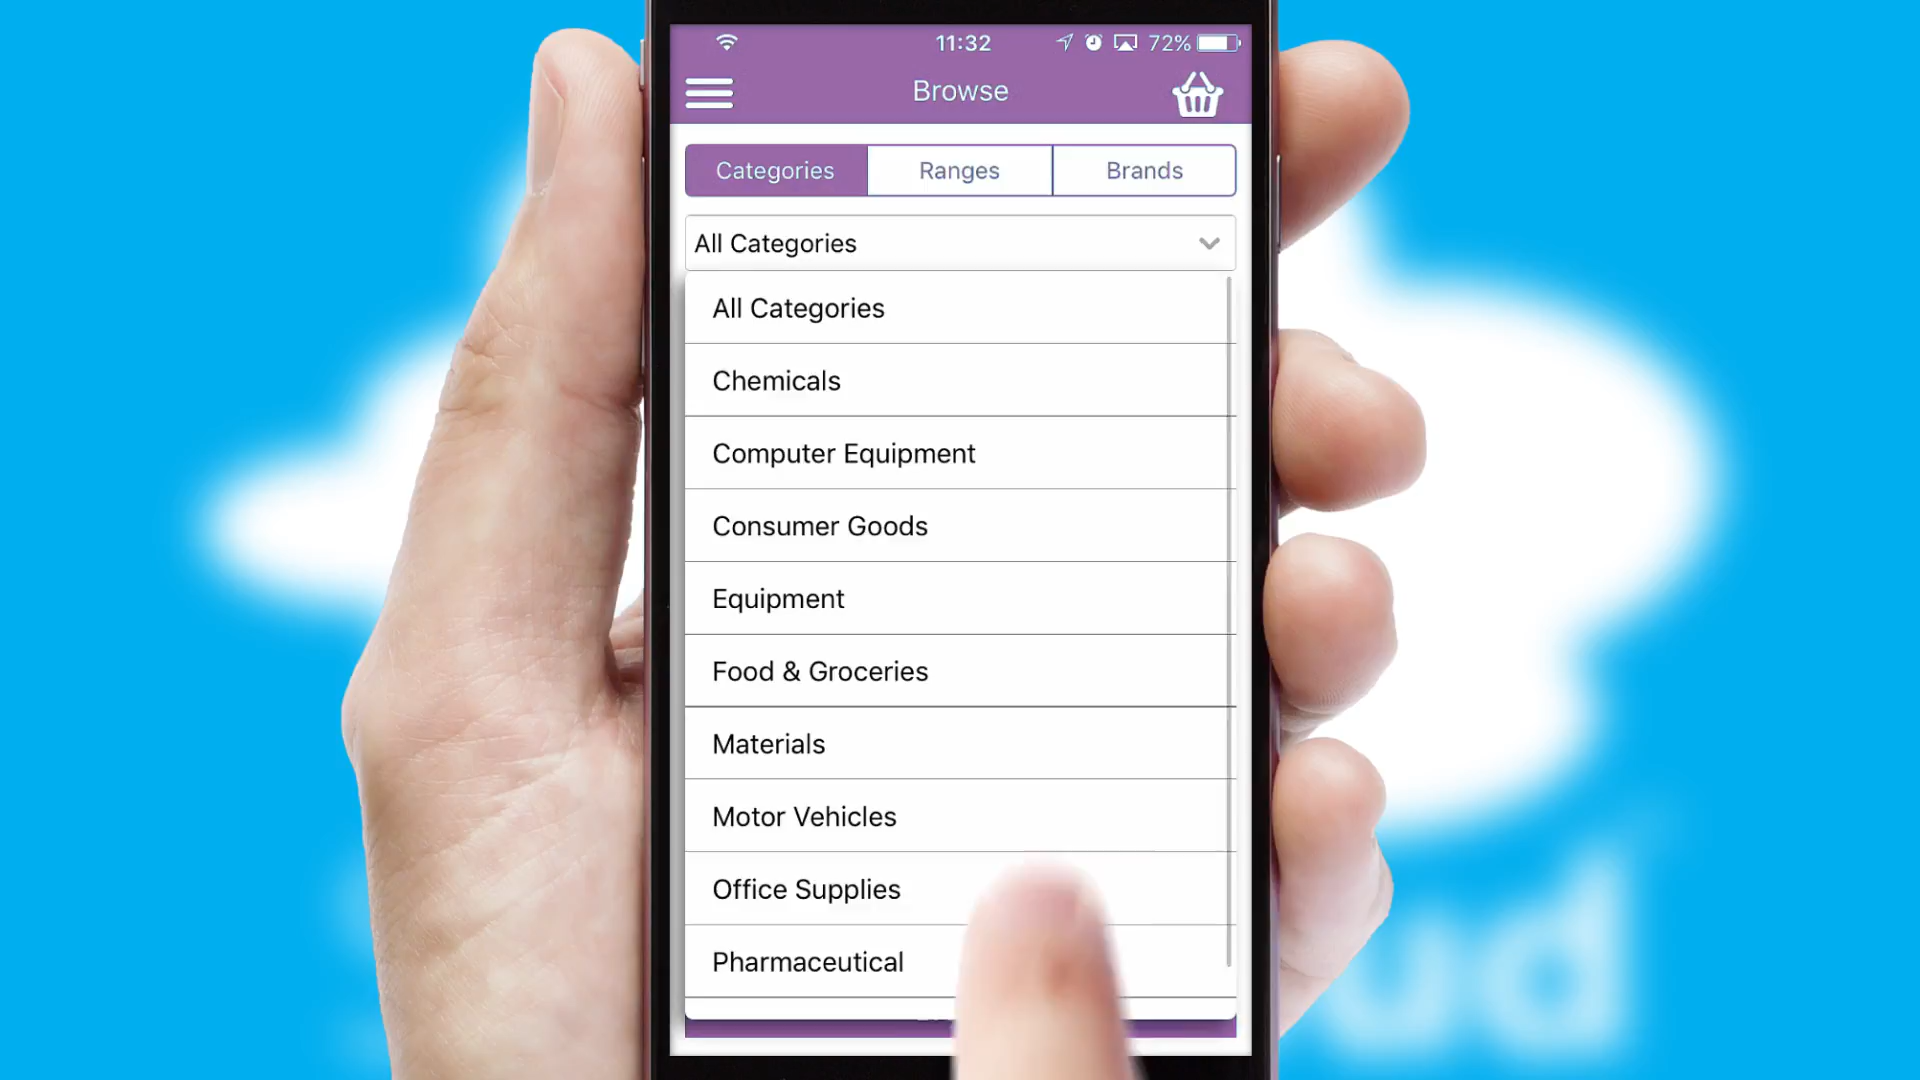 11:32
72%
Browse
Categories
Ranges
Brands
All Categories
All Categories
Chemicals
Computer Equipment
Consumer Goods
Equipment
Food & Groceries
Materials
Motor Vehicles
Office Supplies
Pharmaceutical